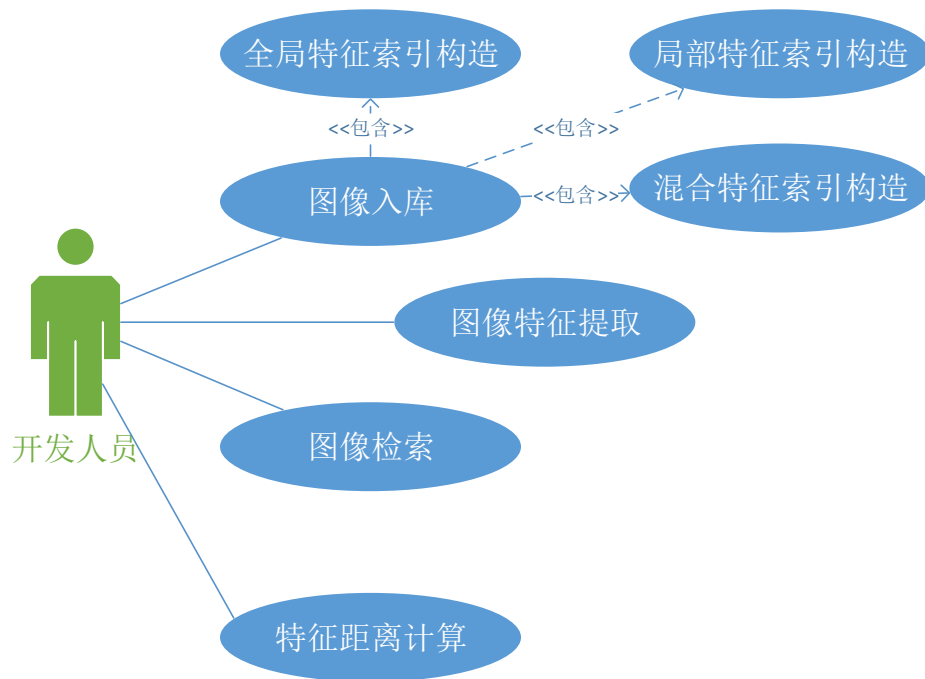 全局特征索引构造
局部特征索引构造
<<包含>>
<<包含>>
图像入库
<<包含>>
混合特征索引构造
图像特征提取
图像检索
开发人员
特征距离计算